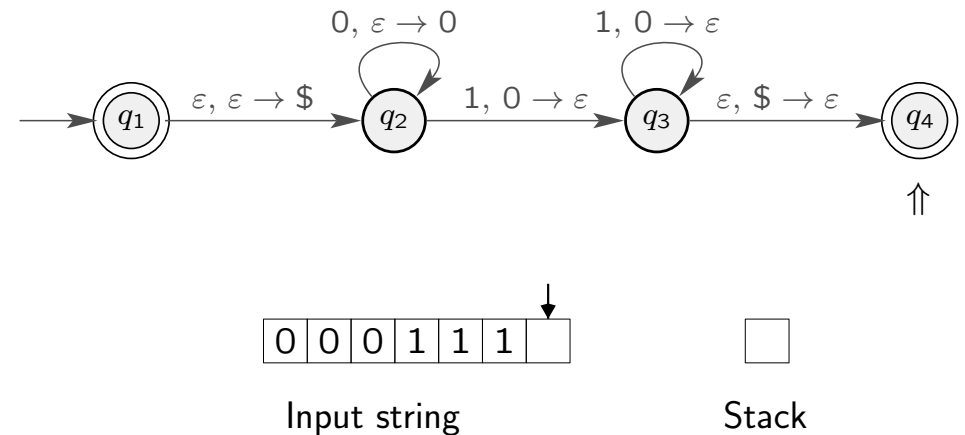 0, ε → 0 1, 0 → ε
ε, ε → $ 1, 0 → ε ε, $ → ε
q1 q2 q3 q4
⇑
0 0 0 1 1 1
Input string Stack